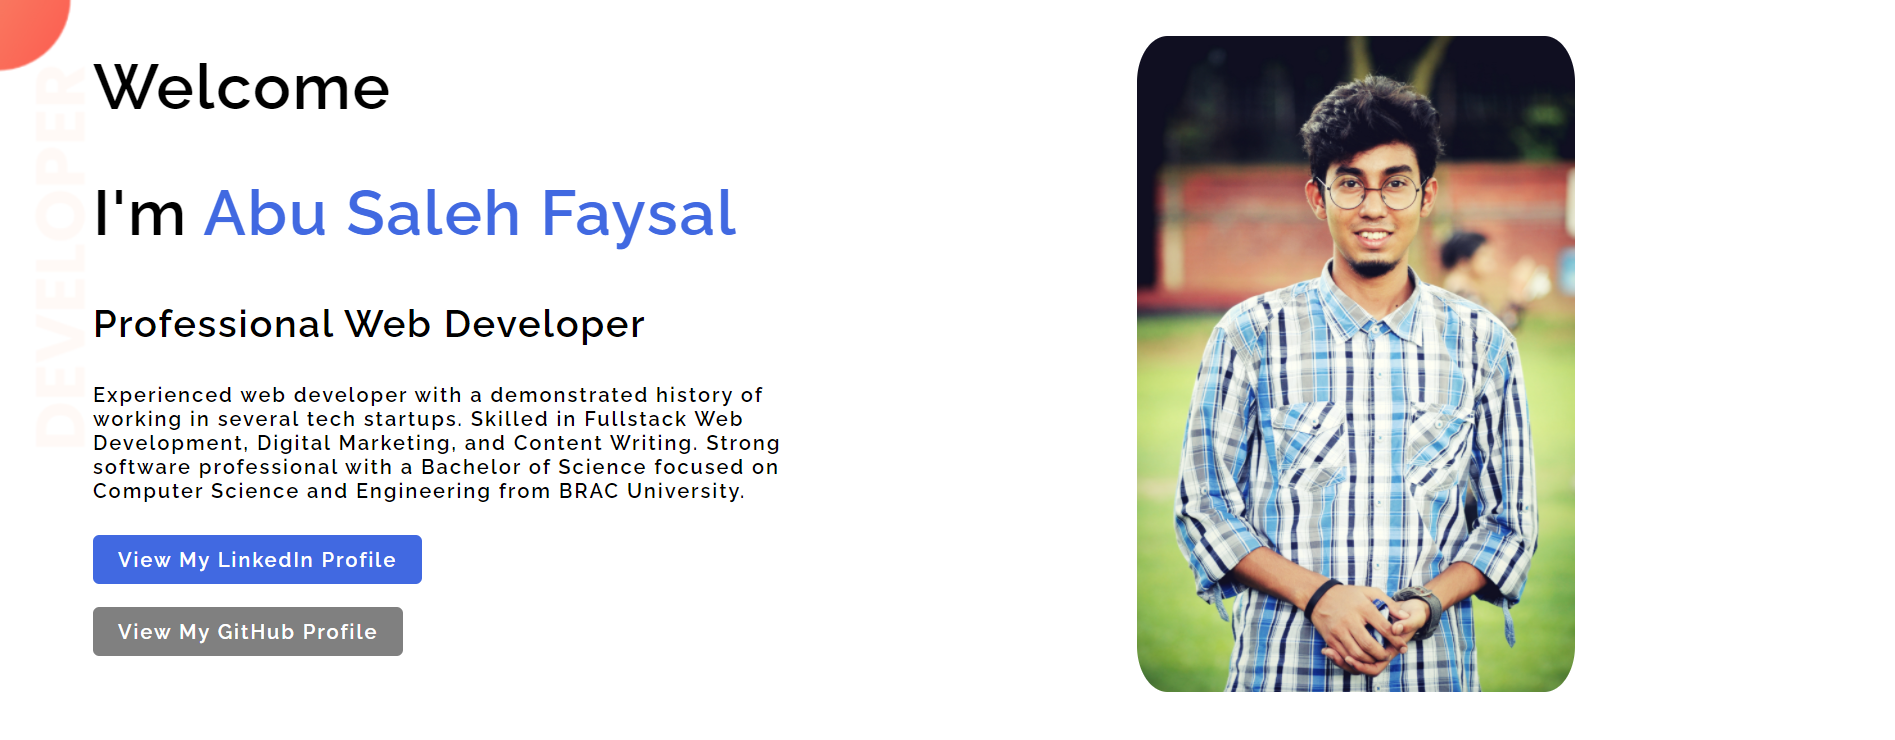 DEVELOPER
Welcome
I'm Abu Saleh Faysal
Professional Web Developer
Experienced web developer with a demonstrated history of
working in several tech startups. Skilled in Fullstack Web
Development, Digital Marketing, and Content Writing. Strong
software professional with a Bachelor of Science focused on
Computer Science and Engineering from BRAC University.
View My LinkedIn Profile
View My GitHub Profile